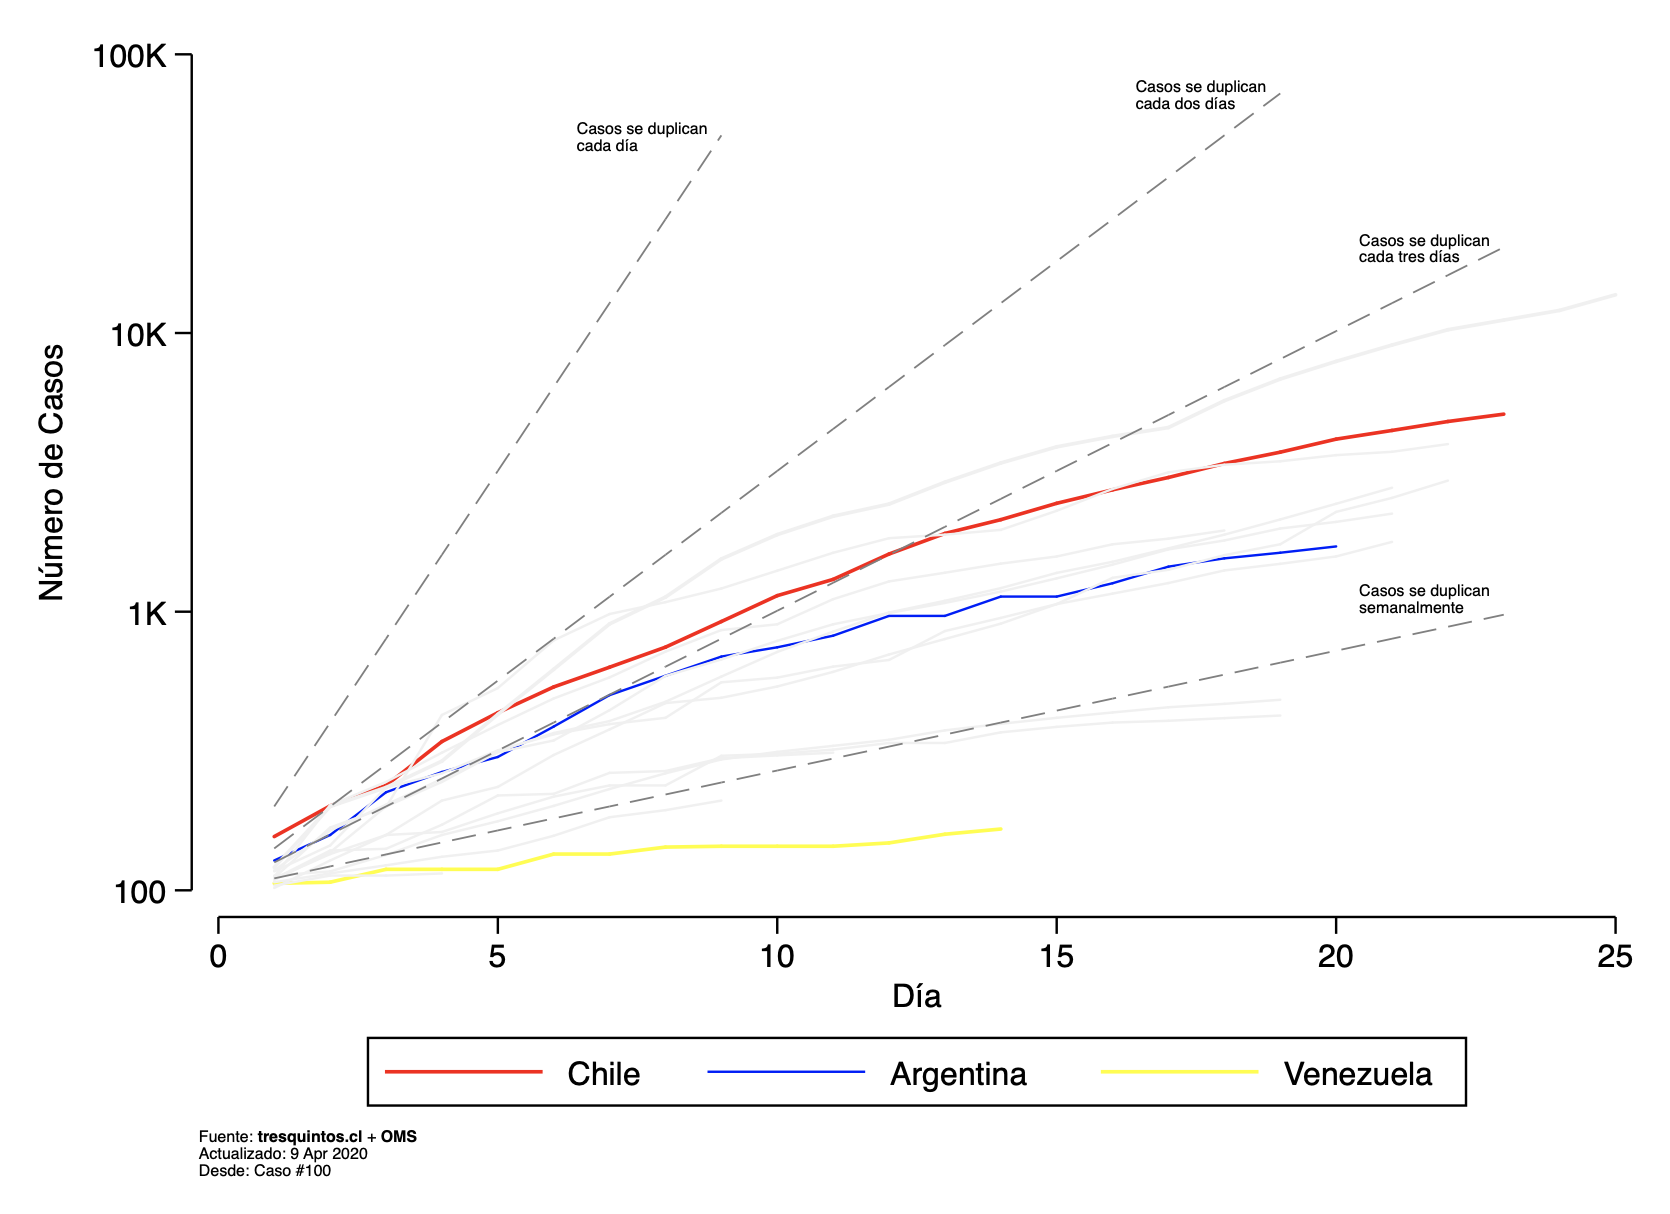 100K
10K
1K
100
Número de Casos
Casos se duplican
cada día
Casos se duplican
cada dos días
Casos se duplican
cada tres días
Casos se duplican
semanalmente
0 5 10 15 20 25
Día
Chile Argentina Venezuela
Fuente: tresquintos.cl + OMS
Actualizado: 9 Apr 2020
Desde: Caso #100